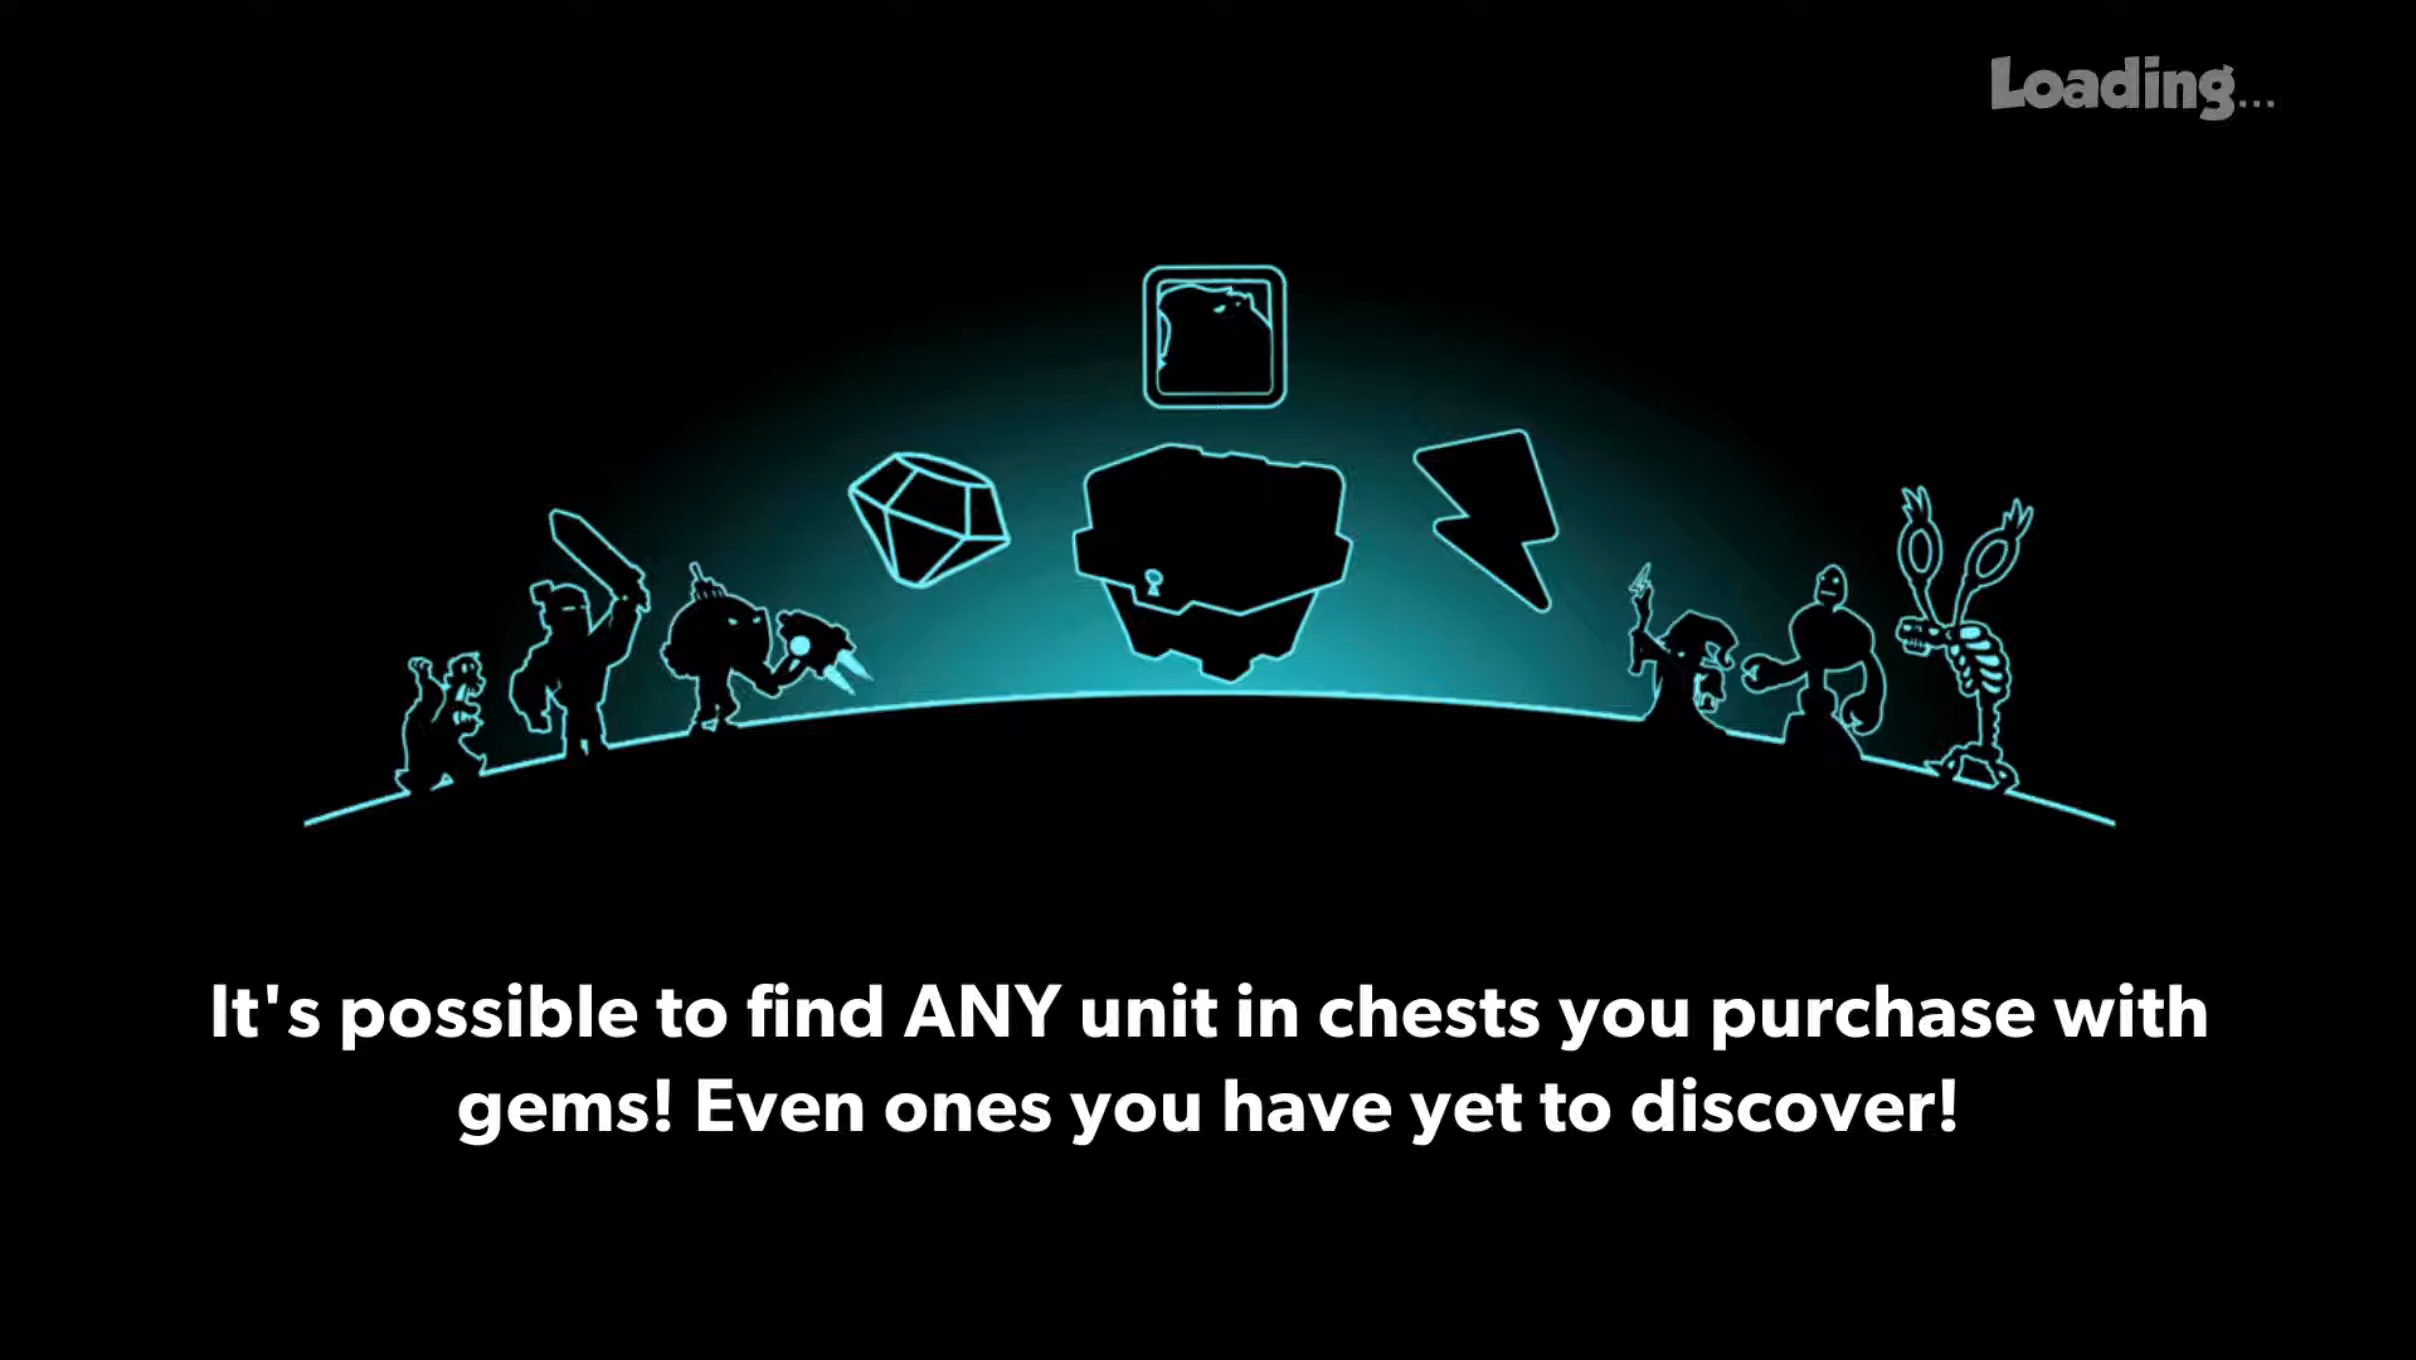 Loading...
It's possible to find ANY unit in chests you purchase with
gems! Even ones you have yet to discover!